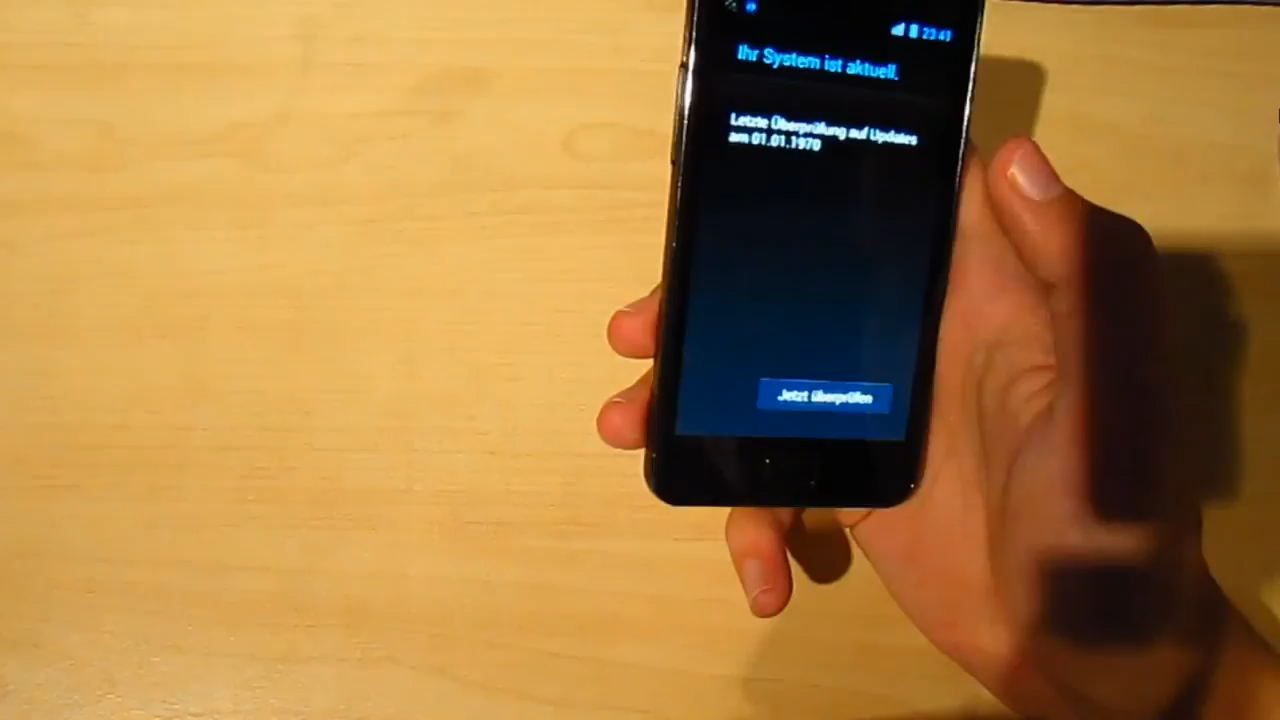 23:41
Ihr System ist aktuell.
Letzte Überprüfung auf Updates
am 01.01.1970
Jetzt überprüfen